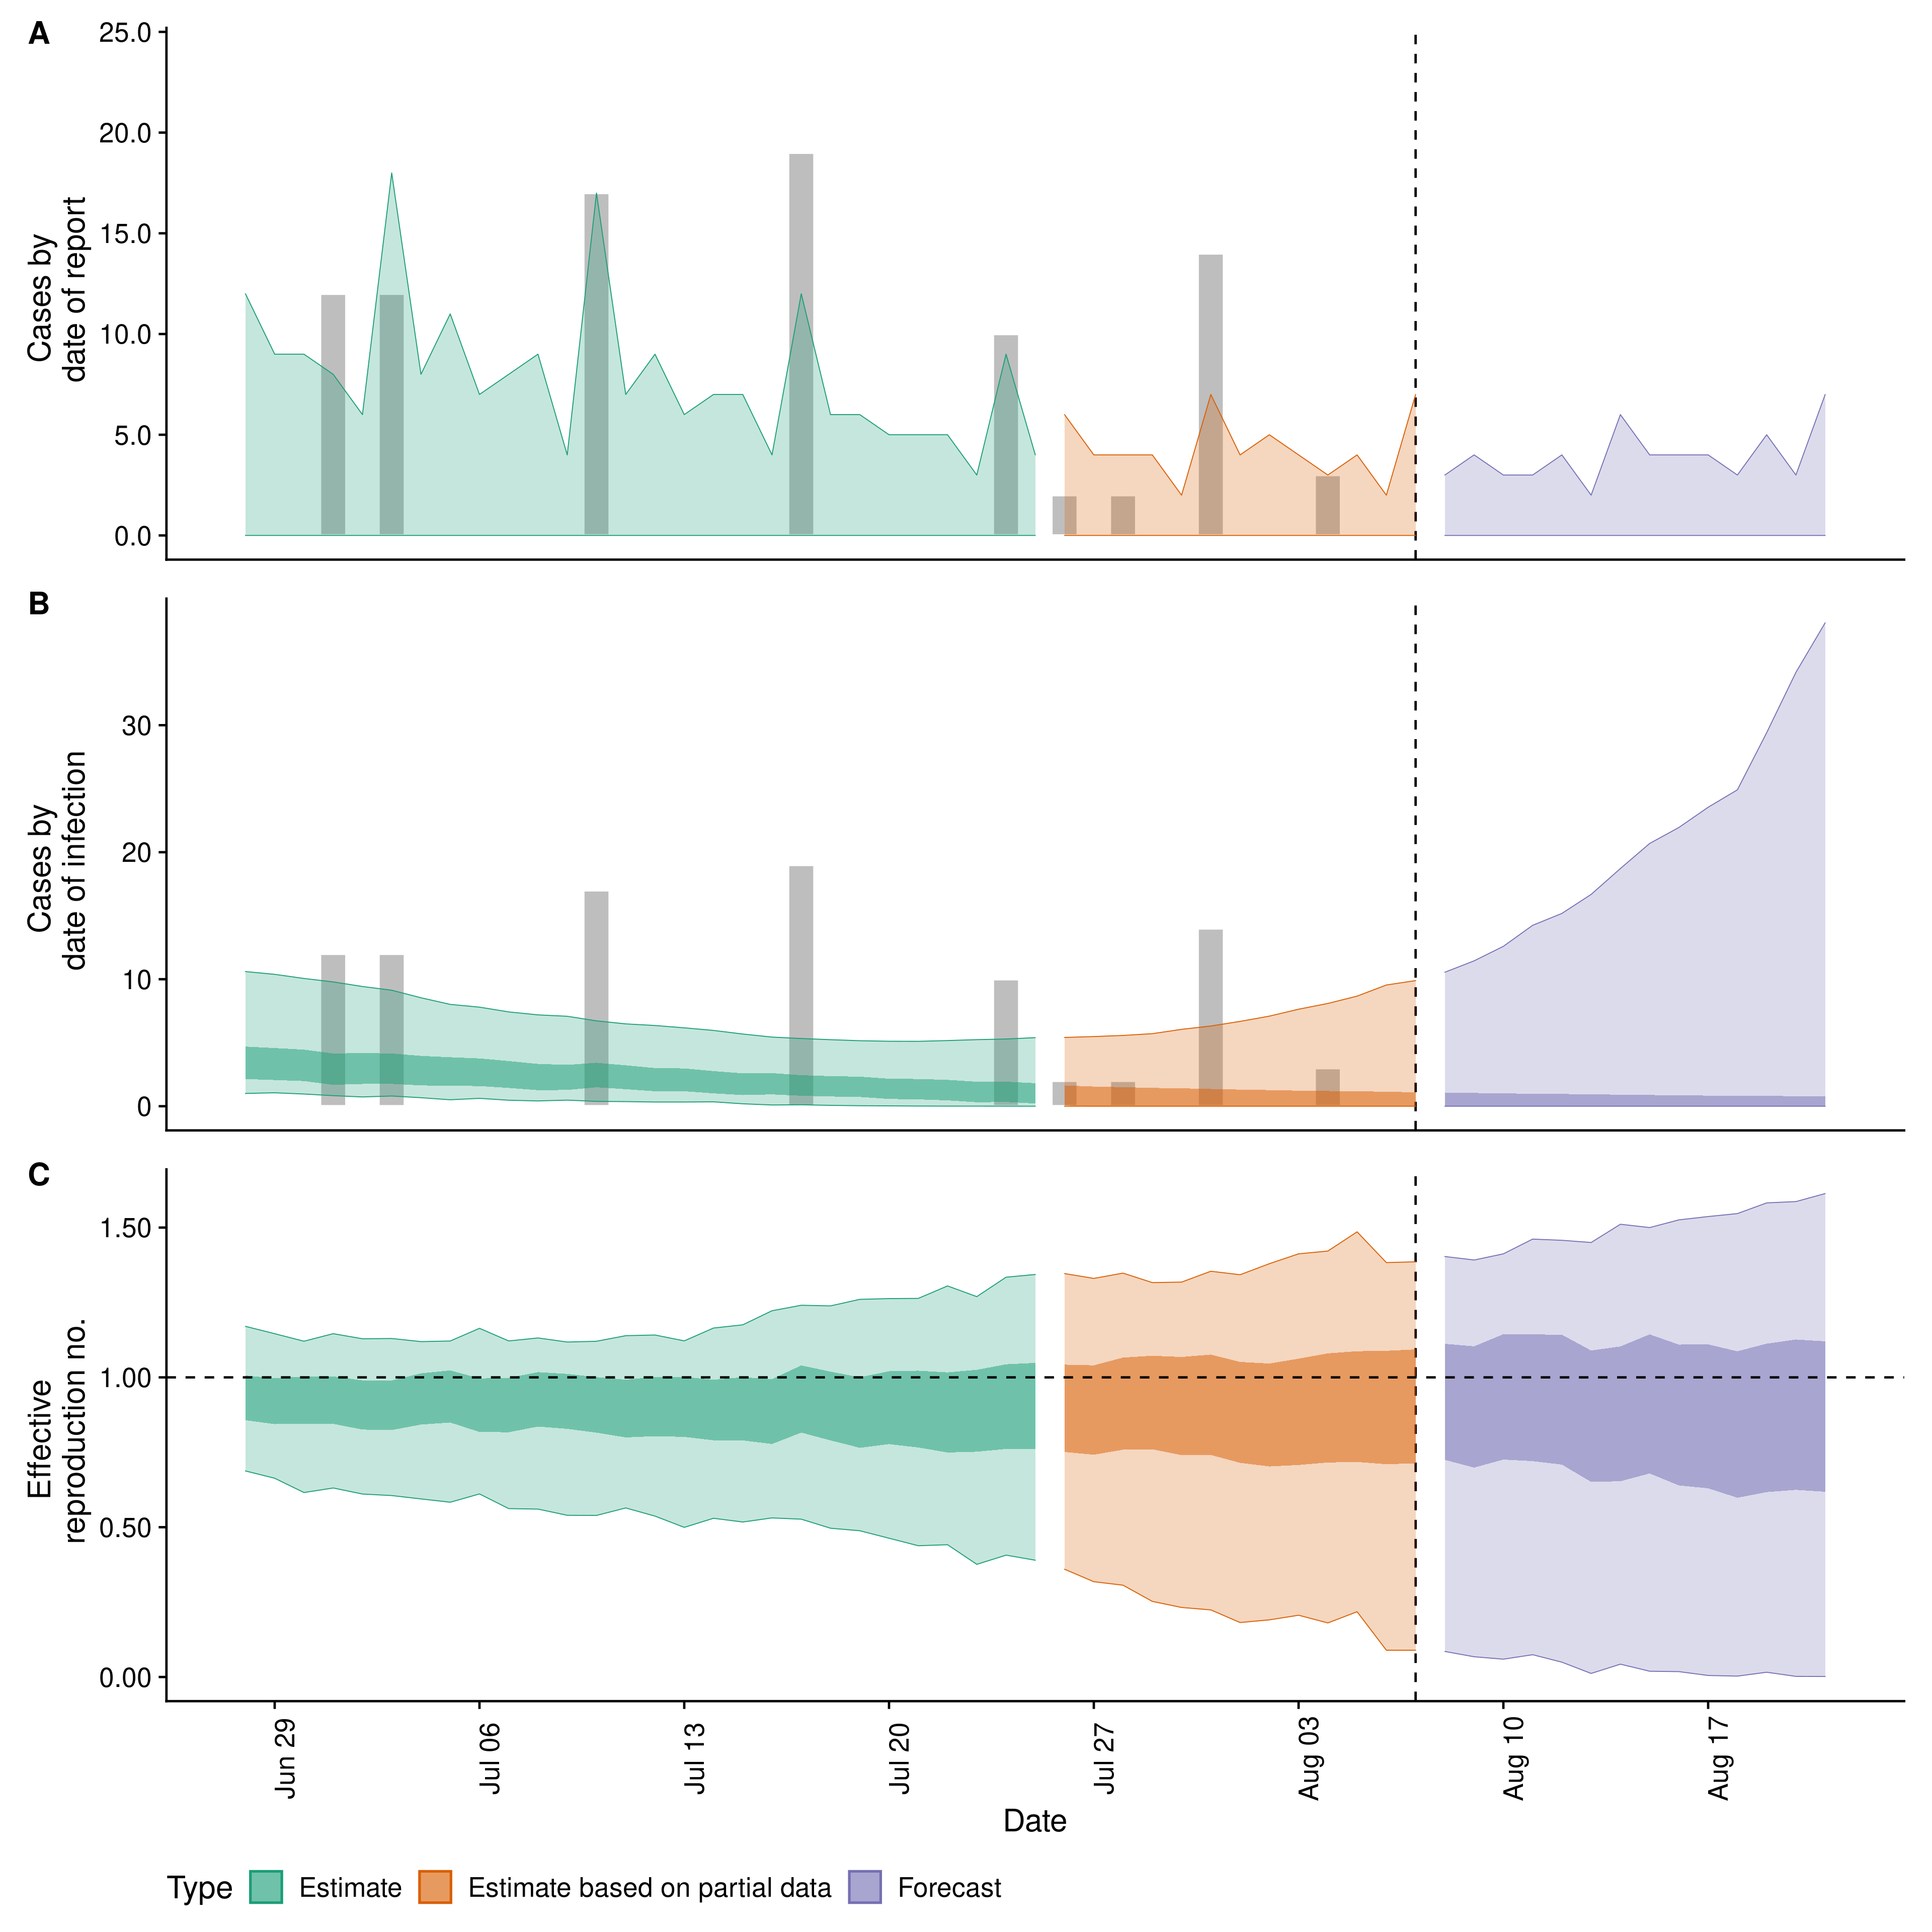 A
Cases by
date of report
25.0
20.0
15.0
10.0
5.0
0.0
B
Cases by
date of infection
30
20
10
0
C
Effective
reproduction no.
1.50
1.00
0.50
0.00
Jun 29
Jul 06
Jul 13
Jul 20
Jul 27
Aug 03
Aug 10
Aug 17
Date
Type Estimate Estimate based on partial data Forecast